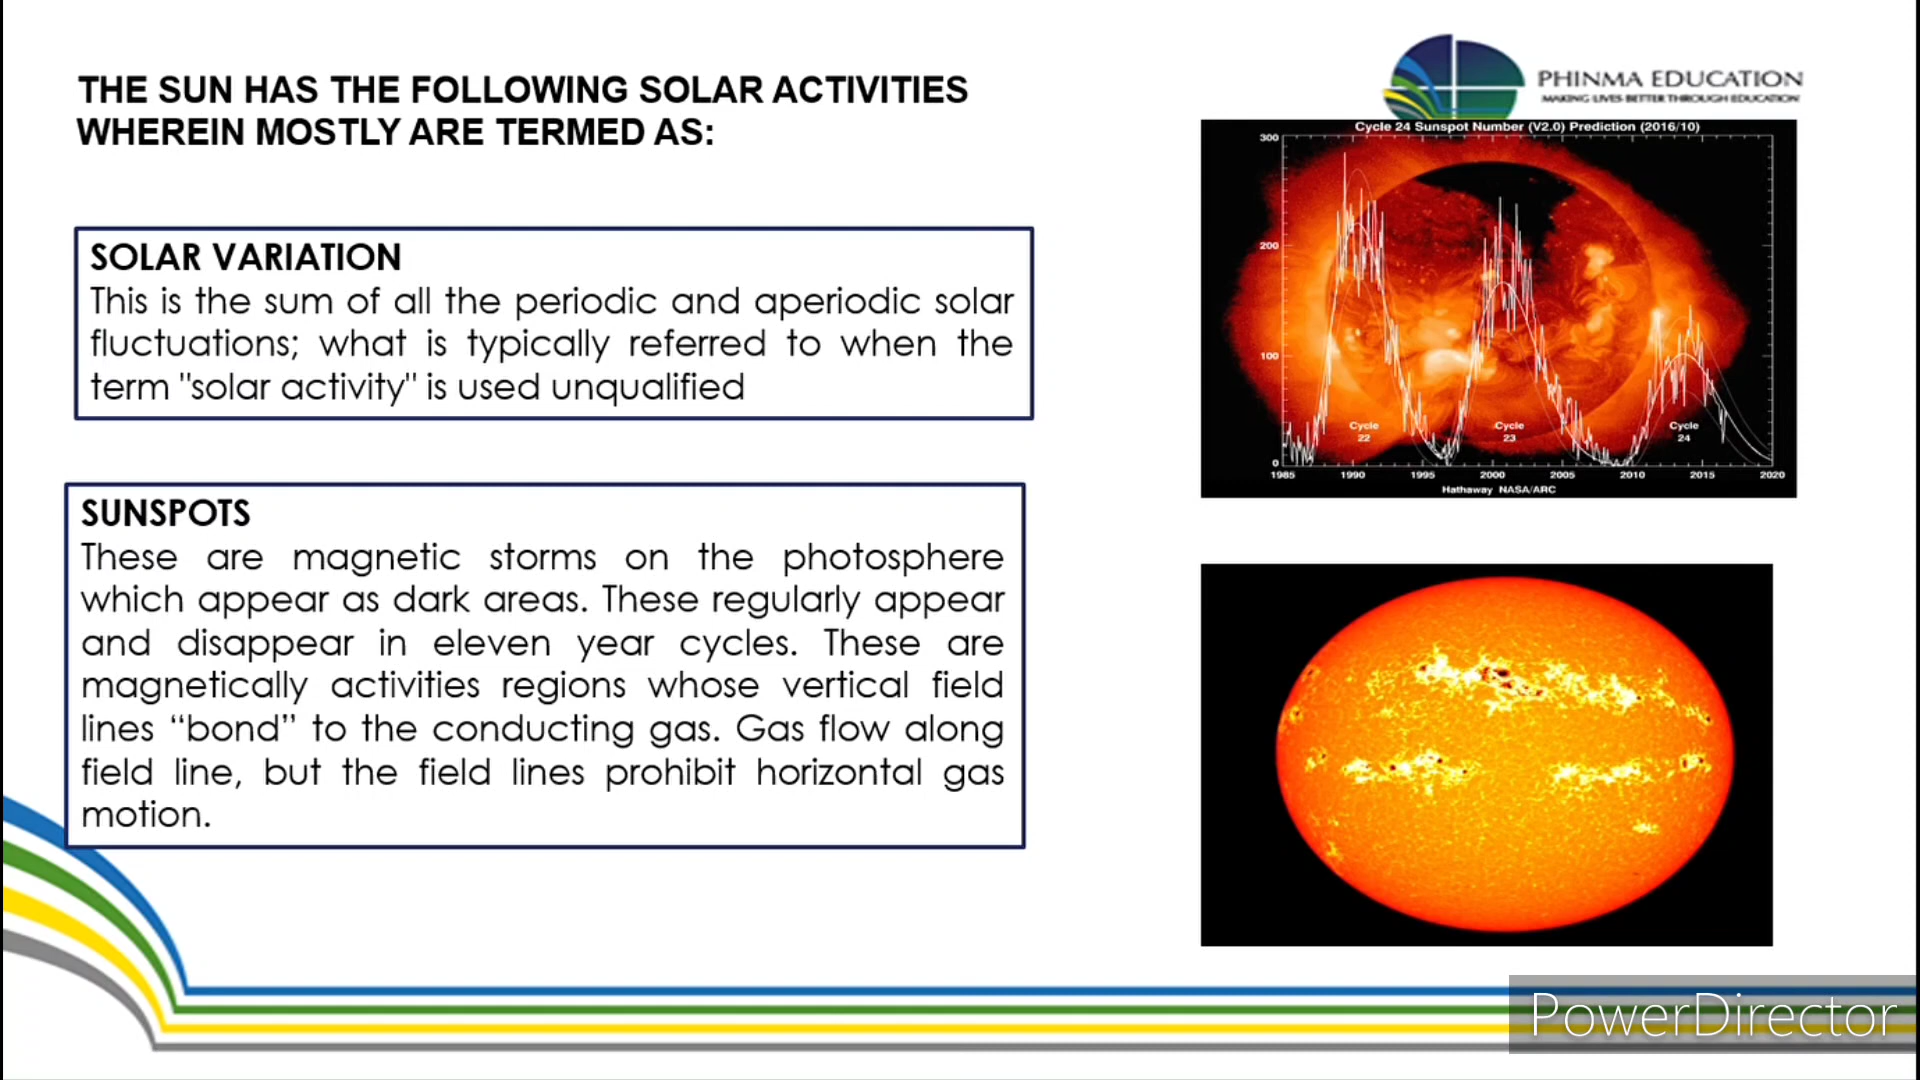 THE SUN HAS THE FOLLOWING SOLAR ACTIVITIES
WHEREIN MOSTLY ARE TERMED AS:
PHINMA EDUCATION
MAKING LIVES BETTER THROUGH EDUCATION
SOLAR VARIATION
This is the sum of all the periodic and aperiodic solar
fluctuations; what is typically referred to when the
term "solar activity" is used unqualified
Cycle 24 Sunspot Number (V2.0) Prediction (2016/10)
300
200
100
0
Cycle
22
Cycle
23
Cycle
24
1985 1990 1995 2000 2005 2010 2015 2020
Hathaway NASA/ARC
SUNSPOTS
These are magnetic storms on the photosphere
which appear as dark areas. These regularly appear
and disappear in eleven year cycles. These are
magnetically activities regions whose vertical field
lines “bond” to the conducting gas. Gas flow along
field line, but the field lines prohibit horizontal gas
motion.
PowerDirector